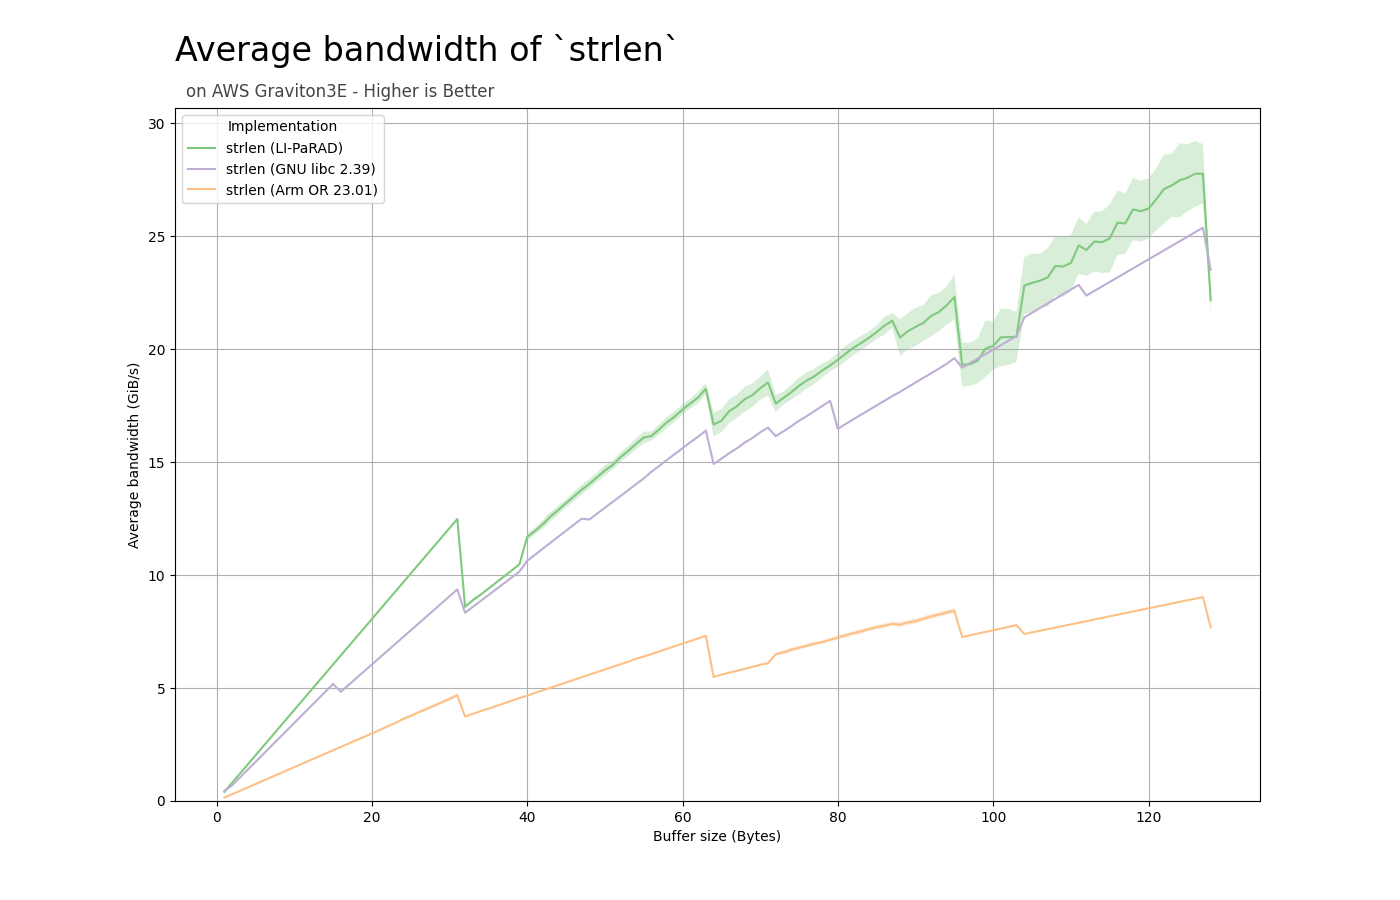 Average bandwidth of `strlen`
on AWS Graviton3E - Higher is Better
Implementation
strlen (LI-PaRAD)
strlen (GNU libc 2.39)
strlen (Arm OR 23.01)
30
25
20
15
10
5
0
Average bandwidth (GiB/s)
0 20 40 60 80 100 120
Buffer size (Bytes)